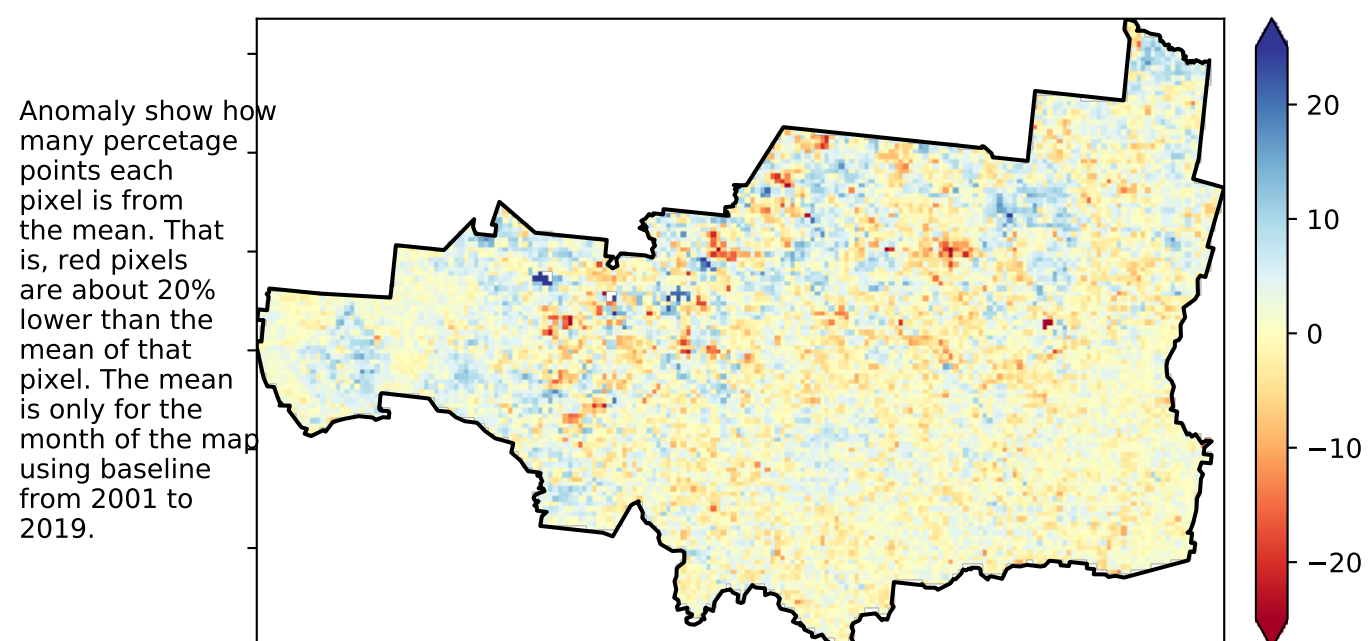 Anomaly show how
many percetage
points each
pixel is from
the mean. That
is, red pixels
are about 20%
lower than the
mean of that
pixel. The mean
is only for the
month of the map
using baseline
from 2001 to
2019.
20
10
0
−10
−20